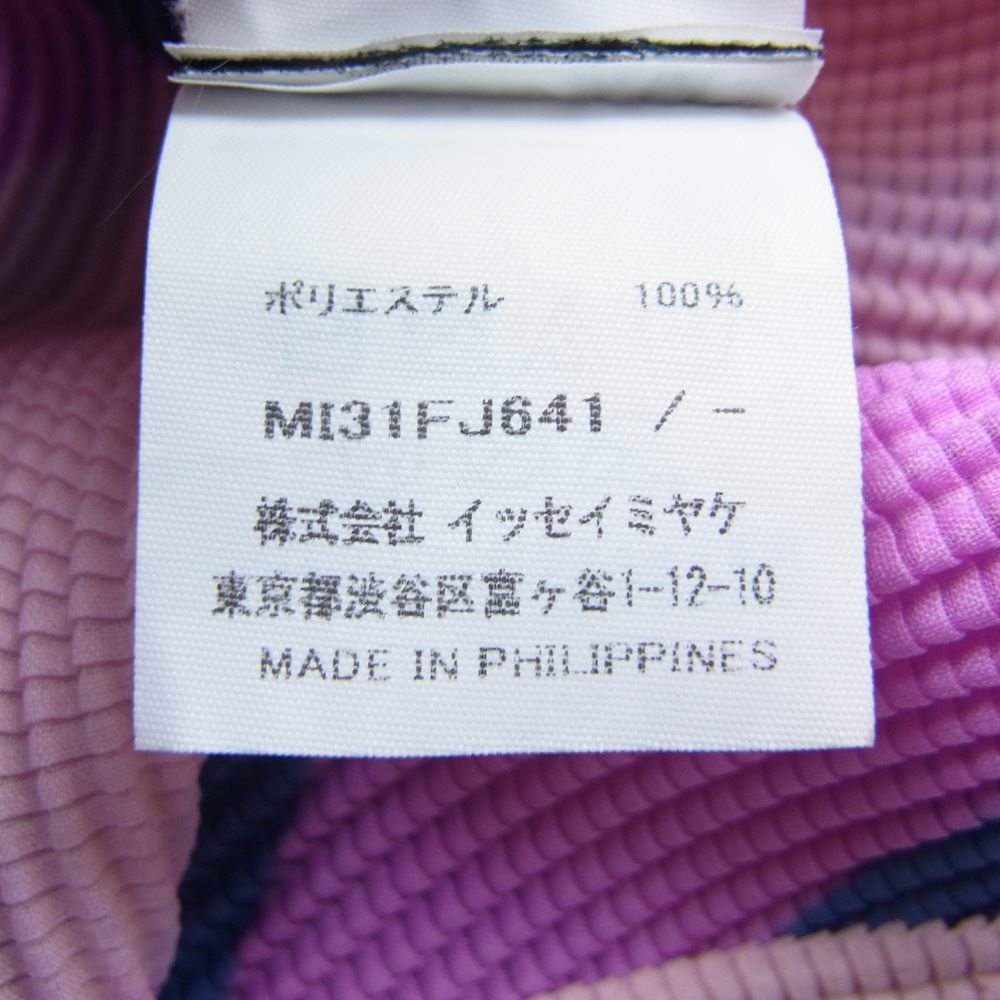 ポリエステル 100%
MI31FJ641 / -
株式会社 イッセイミヤケ
東京都渋谷区富ヶ谷1-12-10
MADE IN PHILIPPINES